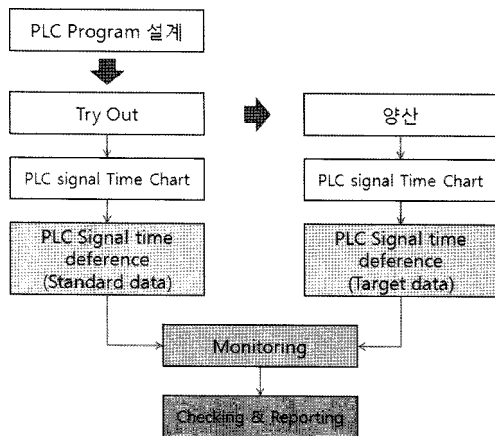 PLC Program 설계
Try Out
양산
PLC signal Time Chart
PLC signal Time Chart
PLC Signal time
deference
(Standard data)
PLC Signal time
deference
(Target data)
Monitoring
Checking & Reporting